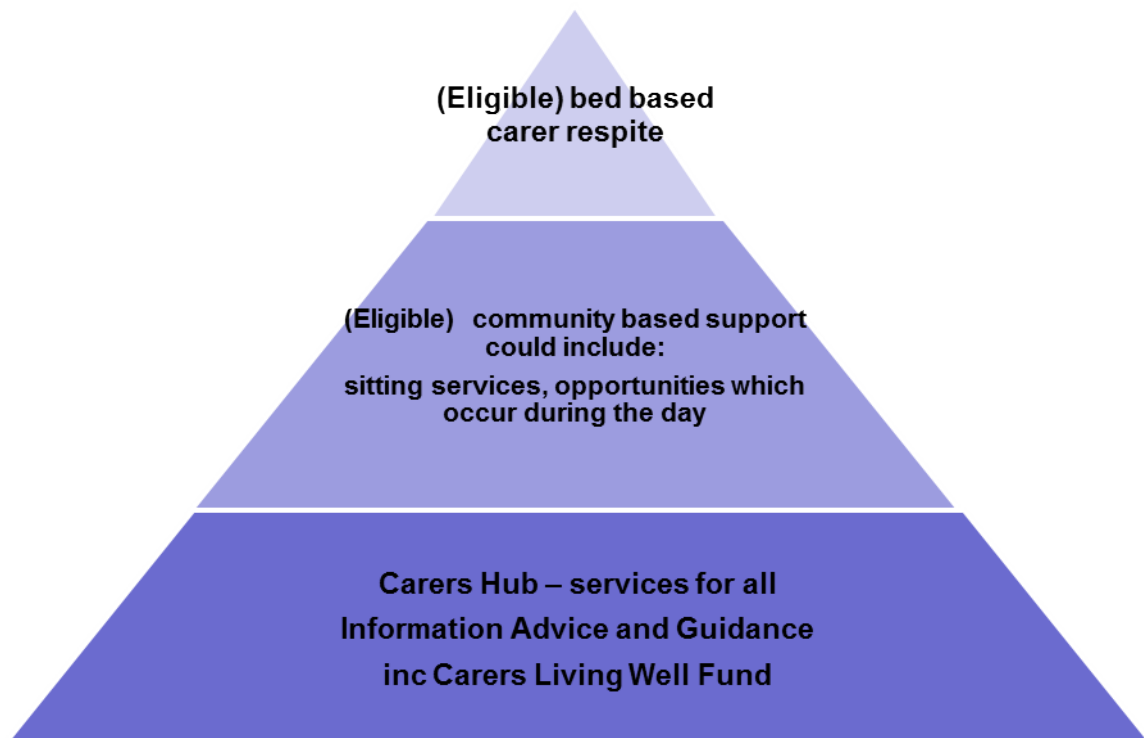 (Eligible) bed based
carer respite
(Eligible) community based support
could include:
sitting services, opportunities which
occur during the day
Carers Hub – services for all
Information Advice and Guidance
inc Carers Living Well Fund